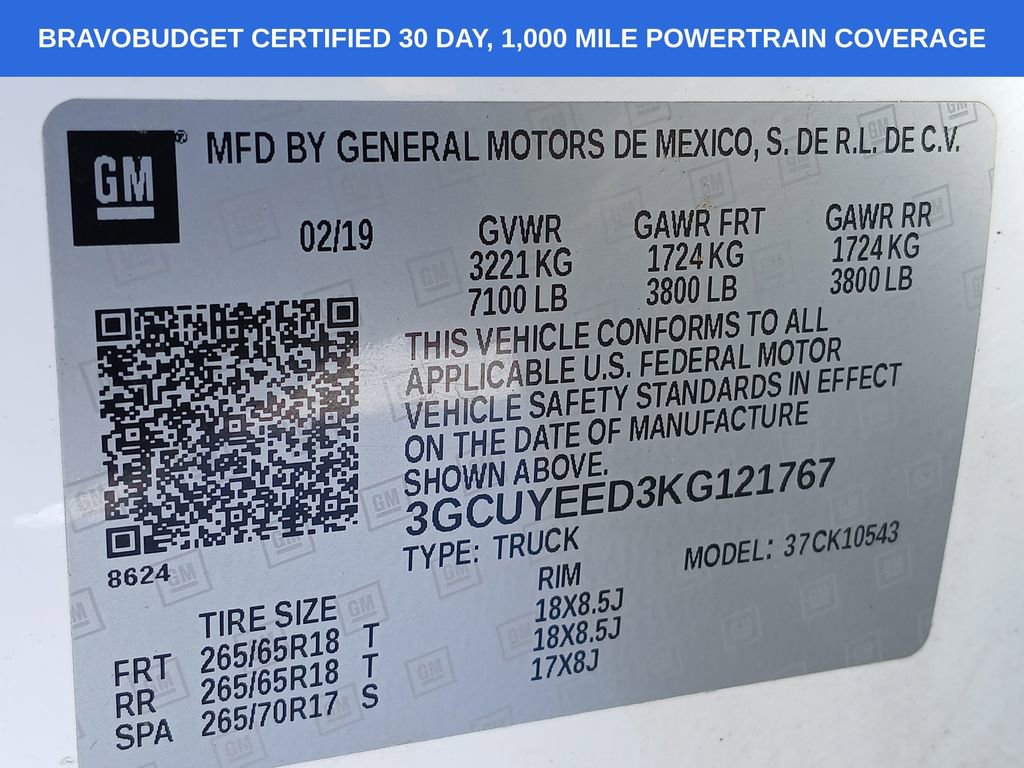 BRAVOBUDGET CERTIFIED 30 DAY, 1,000 MILE POWERTRAIN COVERAGE
GM ® MFD BY GENERAL MOTORS DE MEXICO, S. DE R.L. DE C.V.
02/19 GVWR GAWR FRT GAWR RR
3221 KG 1724 KG 1724 KG
7100 LB 3800 LB 3800 LB
THIS VEHICLE CONFORMS TO ALL
APPLICABLE U.S. FEDERAL MOTOR
VEHICLE SAFETY STANDARDS IN EFFECT
ON THE DATE OF MANUFACTURE
SHOWN ABOVE.
3GCUYEED3KG121767
TYPE: TRUCK MODEL: 37CK10543
8624
TIRE SIZE RIM
FRT 265/65R18 T 18X8.5J
RR 265/65R18 T 18X8.5J
SPA 265/70R17 S 17X8J